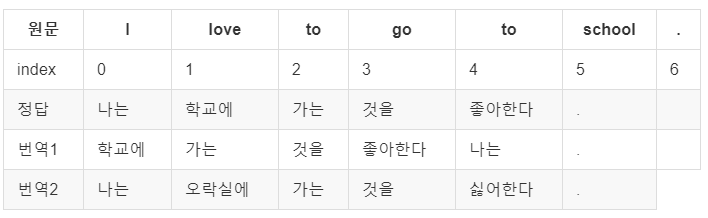 원문 I love to go to school .
index 0 1 2 3 4 5 6
정답 나는 학교에 가는 것을 좋아한다 .
번역1 학교에 가는 것을 좋아한다 나는 .
번역2 나는 오락실에 가는 것을 싫어한다 .